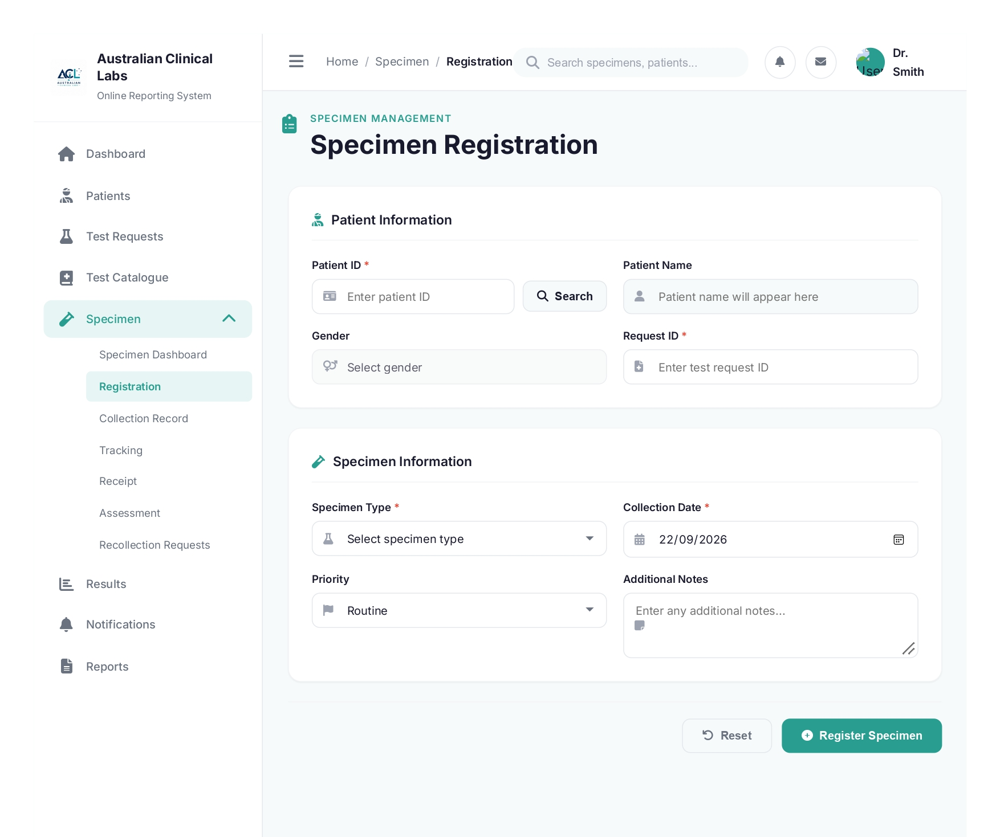 Australian Clinical
Labs
Online Reporting System
ACL
AUSTRALIAN
Dashboard
Patients
Test Requests
Test Catalogue
Specimen
Specimen Dashboard
Registration
Collection Record
Tracking
Receipt
Assessment
Recollection Requests
Results
Notifications
Reports
Home / Specimen / Registration
Search specimens, patients...
User
Dr.
Smith
SPECIMEN MANAGEMENT
Specimen Registration
Patient Information
Patient ID *
Enter patient ID
Search
Patient Name
Patient name will appear here
Gender
Select gender
Request ID *
Enter test request ID
Specimen Information
Specimen Type *
Select specimen type
Collection Date *
22/09/2026
Priority
Routine
Additional Notes
Enter any additional notes...
Reset
Register Specimen